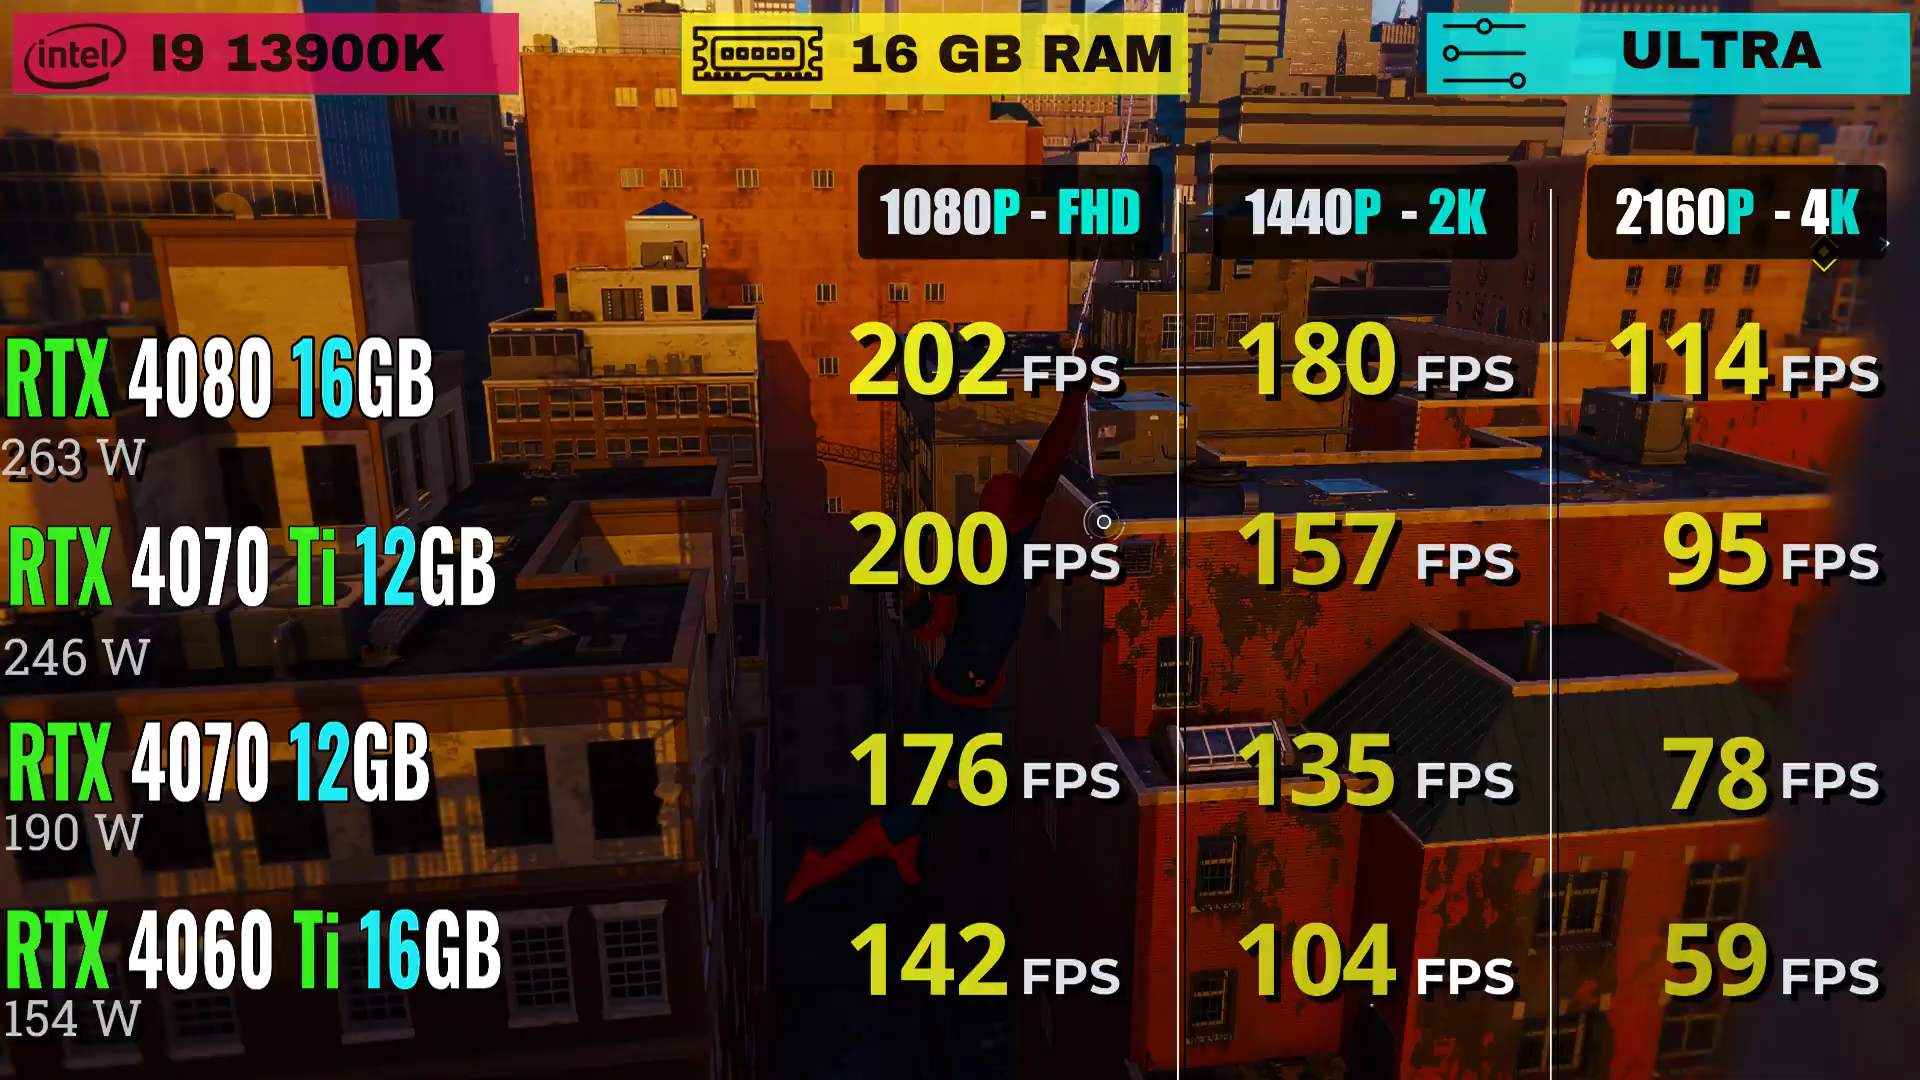 intel I9 13900K
16 GB RAM
ULTRA
1080P - FHD
1440P - 2K
2160P - 4K
RTX 4080 16GB
202 FPS
180 FPS
114 FPS
263 W
RTX 4070 Ti 12GB
200 FPS
157 FPS
95 FPS
246 W
RTX 4070 12GB
176 FPS
135 FPS
78 FPS
190 W
RTX 4060 Ti 16GB
142 FPS
104 FPS
59 FPS
154 W